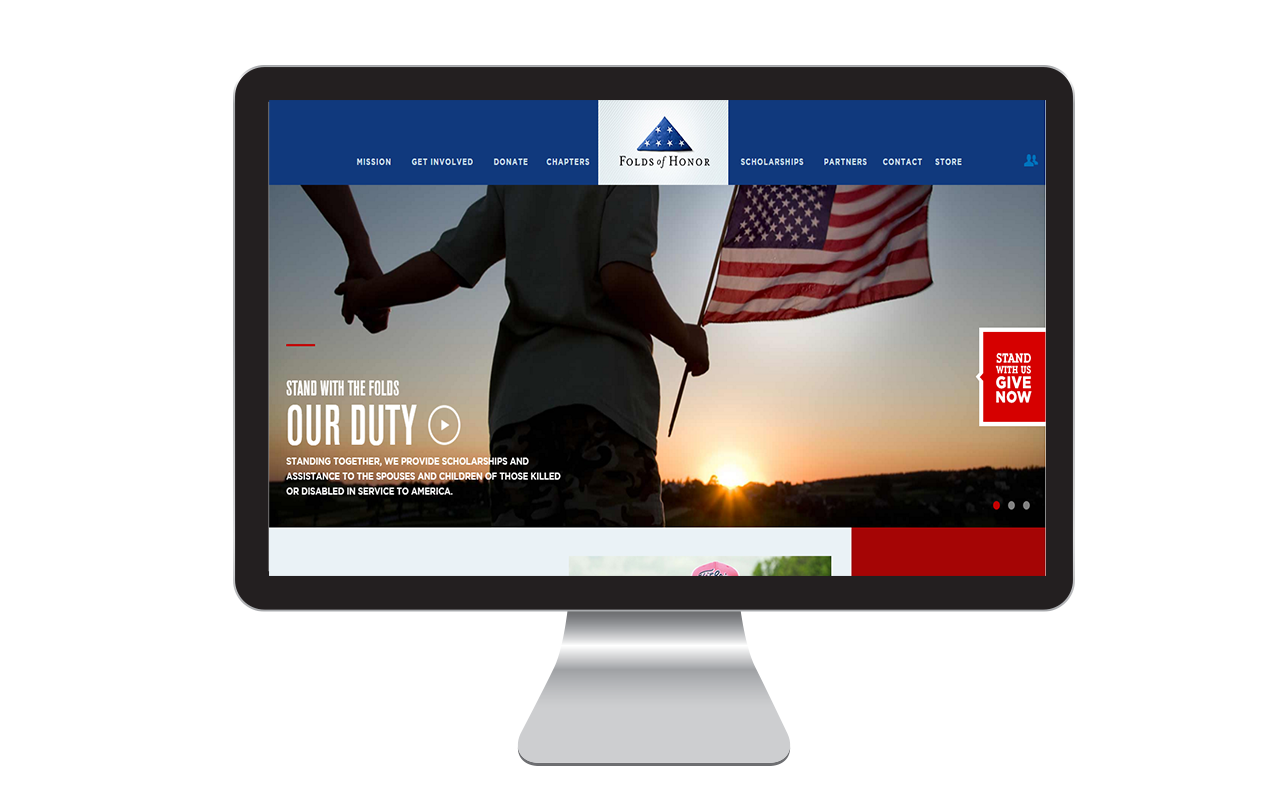 MISSION
GET INVOLVED
DONATE
CHAPTERS
FOLDS of HONOR
SCHOLARSHIPS
PARTNERS
CONTACT
STORE
STAND WITH THE FOLDS
OUR DUTY
STANDING TOGETHER, WE PROVIDE SCHOLARSHIPS AND
ASSISTANCE TO THE SPOUSES AND CHILDREN OF THOSE KILLED
OR DISABLED IN SERVICE TO AMERICA.
STAND
WITH US
GIVE
NOW